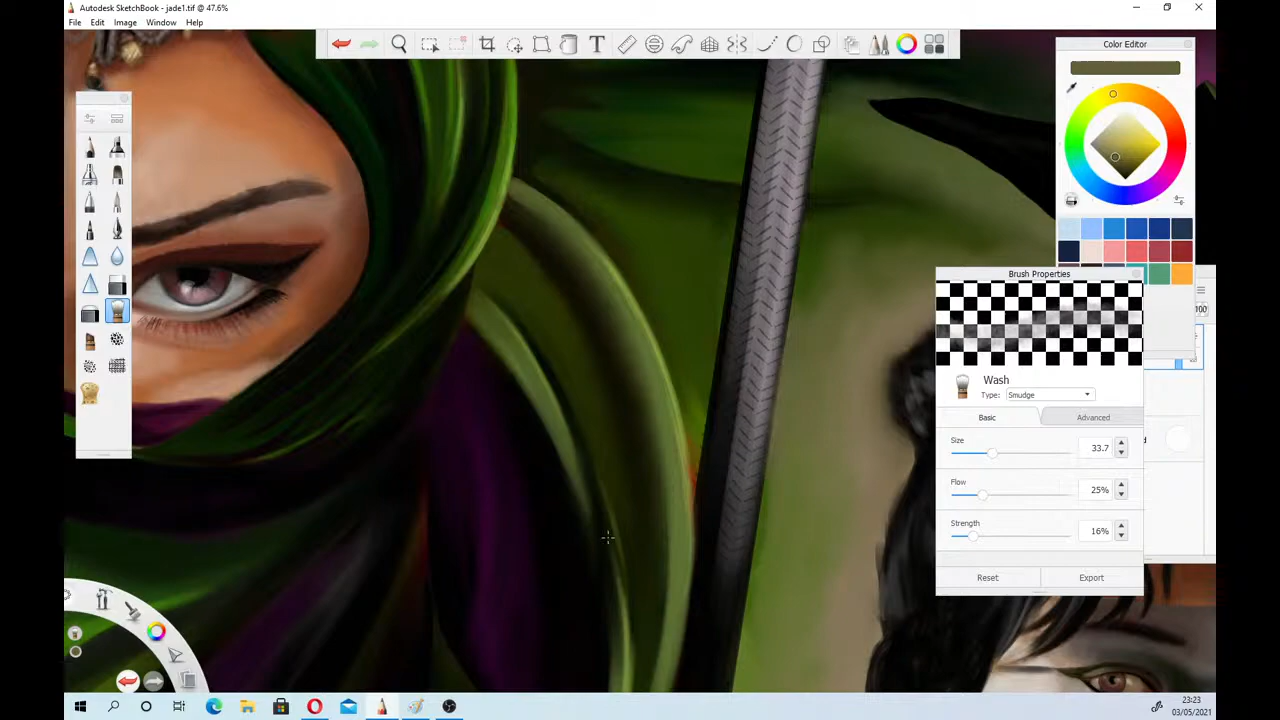 Autodesk SketchBook - jade1.tif @ 47.6%
File Edit Image Window Help
Color Editor
Brush Properties
100
Wash
Type: Smudge
Basic Advanced
Size
33.7
Flow
25%
Strength
16%
Reset Export
23:23
03/05/2021